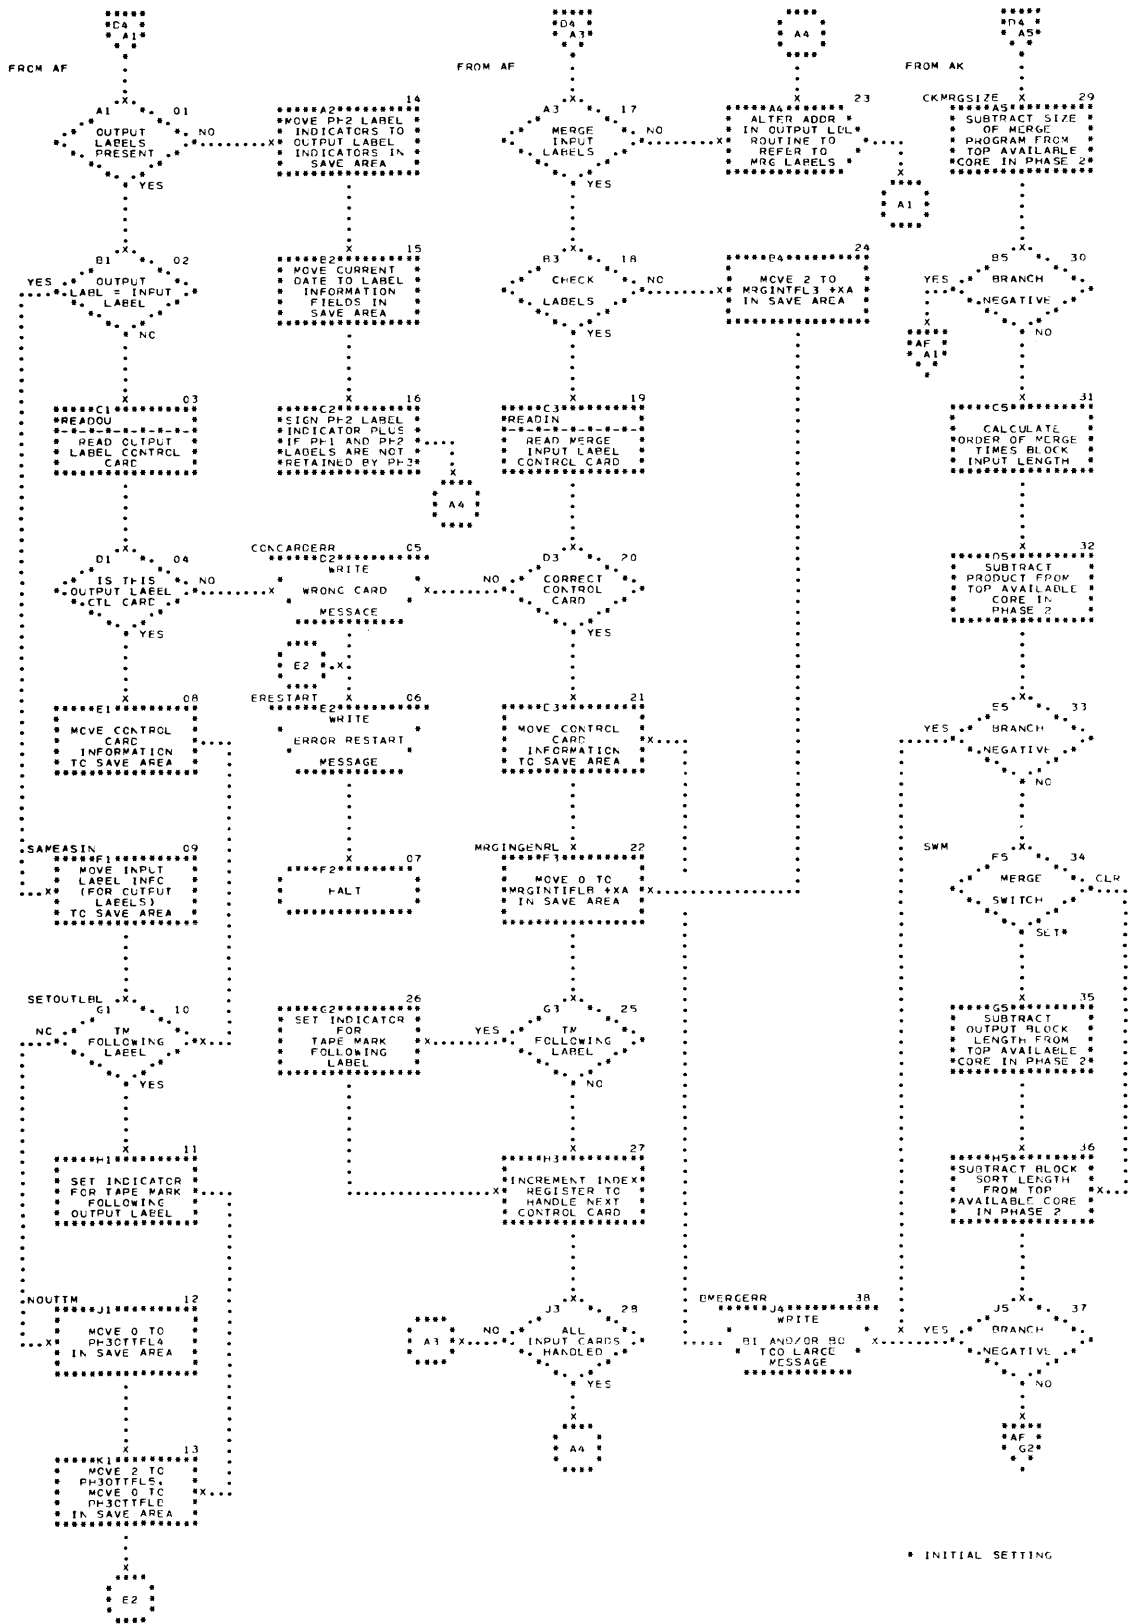 D4
A1
FROM AF
A1 01
OUTPUT
LABELS
PRESENT
NO
YES
B1 02
YES
OUTPUT
LABL = INPUT
LABEL
NC
C1 03
READOU
READ OUTPUT
LABEL CONTROL
CARD
D1 04
IS THIS
OUTPUT LABEL
CTL CARD
NO
YES
E1 08
MCVE CONTROL
CARD
INFORMATION
TO SAVE AREA
SAMEASIN
F1 09
MOVE INPUT
LABEL INFC
(FOR CUTPUT
LABELS)
TO SAVE AREA
SETOUTLBL
G1 10
NC
TM
FOLLOWING
LABEL
YES
H1 11
SET INDICATOR
FOR TAPE MARK
FOLLOWING
OUTPUT LABEL
NOUTTM
J1 12
MOVE 0 TO
PH3CTTFL4
IN SAVE AREA
K1 13
MOVE 2 TO
PH3OTTFL5,
MOVE 0 TO
PH3CTTFLB
IN SAVE AREA
E2
14
A2
MOVE PH2 LABEL
INDICATORS TO
OUTPUT LABEL
INDICATORS IN
SAVE AREA
15
B2
MOVE CURRENT
DATE TO LABEL
INFORMATION
FIELDS IN
SAVE AREA
16
C2
SIGN PH2 LABEL
INDICATOR PLUS
IF PH1 AND PH2
LABELS ARE NOT
RETAINED BY PH3
A4
CONCARDERR 05
D2
WRITE
WRONG CARD
MESSAGE
E2
ERESTART 06
E2
WRITE
ERROR RESTART
MESSAGE
07
F2
HALT
26
G2
SET INDICATOR
FOR
TAPE MARK
FOLLOWING
LABEL
D4
A3
FROM AF
A3 17
MERGE
INPUT
LABELS
NO
YES
B3 18
CHECK
LABELS
NC
YES
C3 19
READIN
READ MERGE
INPUT LABEL
CONTROL CARD
D3 20
NO
CORRECT
CONTROL
CARD
YES
21
E3
MOVE CONTROL
CARD
INFORMATION
TO SAVE AREA
MRGINGENRL 22
F3
MOVE 0 TO
MRGINTIFLB +XA
IN SAVE AREA
G3 25
YES
TM
FOLLOWING
LABEL
NO
27
H3
INCREMENT INDEX
REGISTER TO
HANDLE NEXT
CONTROL CARD
J3 28
A3
NO
ALL
INPUT CARDS
HANDLED
YES
A4
A4
23
A4
ALTER ADDR
IN OUTPUT LBL
ROUTINE TO
REFER TO
MRG LABELS
A1
24
B4
MOVE 2 TO
MRGINTFL3 +XA
IN SAVE AREA
BMERGERR 38
J4
WRITE
BI AND/OR BO
TCO LARGE
MESSAGE
D4
A5
FROM AK
CKMRGSIZE 29
A5
SUBTRACT SIZE
OF MERGE
PROGRAM FROM
TOP AVAILABLE
CORE IN PHASE 2
B5 30
YES
BRANCH
NEGATIVE
NO
AF
A1
31
C5
CALCULATE
ORDER OF MERGE
TIMES BLOCK
INPUT LENGTH
32
D5
SUBTRACT
PRODUCT FROM
TOP AVAILABLE
CORE IN
PHASE 2
E5 33
YES
BRANCH
NEGATIVE
NO
SWM
F5 34
MERGE
SWITCH
CLR
SET*
35
G5
SUBTRACT
OUTPUT BLOCK
LENGTH FROM
TOP AVAILABLE
CORE IN PHASE 2
36
H5
SUBTRACT BLOCK
SORT LENGTH
FROM TOP
AVAILABLE CORE
IN PHASE 2
J5 37
YES
BRANCH
NEGATIVE
NO
AF
G2
* INITIAL SETTING